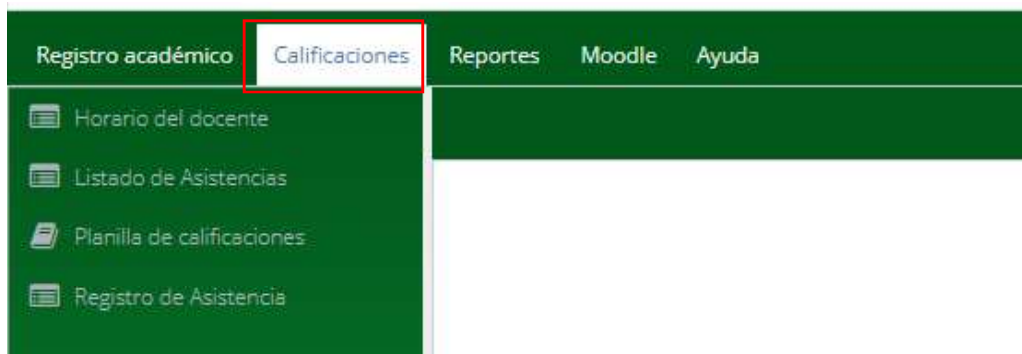 Registro académico Calificaciones Reportes Moodle Ayuda
Horario del docente
Listado de Asistencias
Planilla de calificaciones
Registro de Asistencia